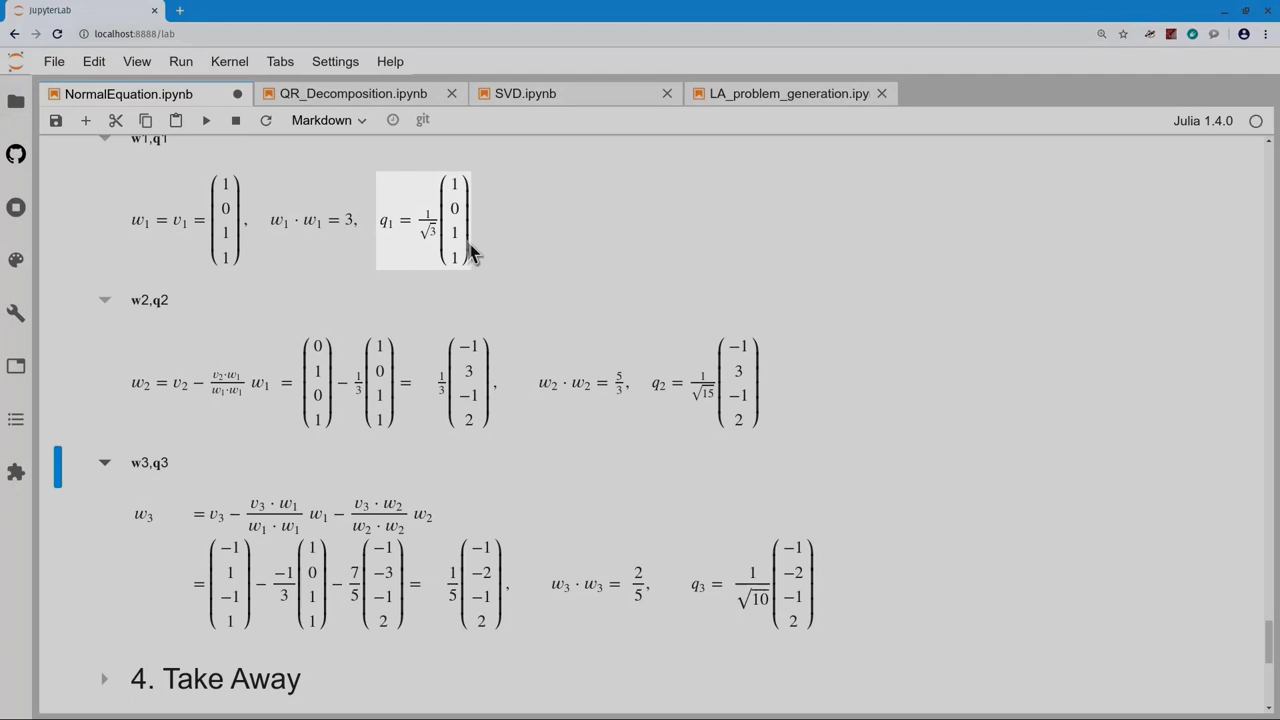 JupyterLab
localhost:8888/lab
File Edit View Run Kernel Tabs Settings Help
NormalEquation.ipynb QR_Decomposition.ipynb SVD.ipynb LA_problem_generation.ipy
Markdown git Julia 1.4.0
w1,q1
w₁ = v₁ = (1 0 1 1), w₁ · w₁ = 3, q₁ = 1/√3 (1 0 1 1)
w2,q2
w₂ = v₂ − (v₂·w₁)/(w₁·w₁) w₁ = (0 1 0 1) − 1/3 (1 0 1 1) = 1/3 (−1 3 −1 2), w₂ · w₂ = 5/3, q₂ = 1/√15 (−1 3 −1 2)
w3,q3
w₃ = v₃ − (v₃ · w₁)/(w₁ · w₁) w₁ − (v₃ · w₂)/(w₂ · w₂) w₂
= (−1 1 −1 1) − −1/3 (1 0 1 1) − 7/5 (−1 −3 −1 2) = 1/5 (−1 −2 −1 2), w₃ · w₃ = 2/5, q₃ = 1/√10 (−1 −2 −1 2)
4. Take Away